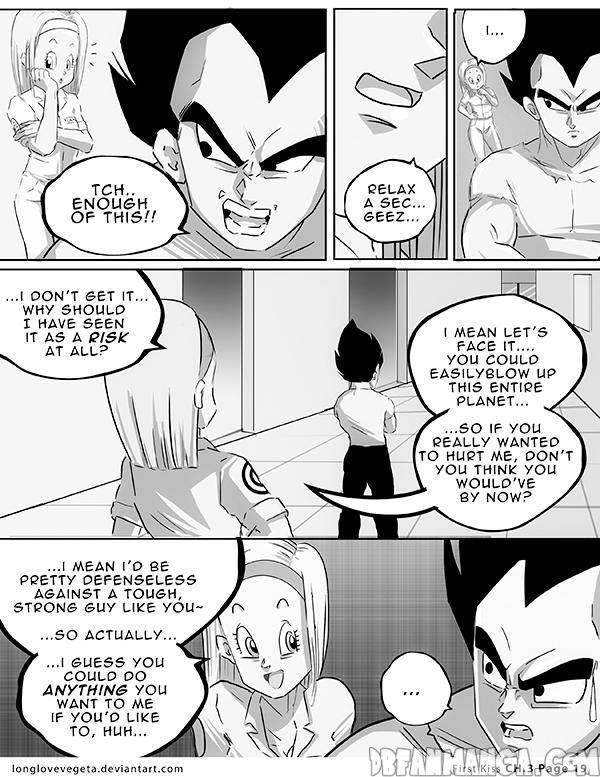 TCH..
ENOUGH
OF THIS!!
RELAX
A SEC...
GEEZ...
I...
...I DON'T GET IT...
WHY SHOULD
I HAVE SEEN
IT AS A RISK
AT ALL?
I MEAN LET'S
FACE IT....
YOU COULD
EASILYBLOW UP
THIS ENTIRE
PLANET...
...SO IF YOU
REALLY WANTED
TO HURT ME, DON'T
YOU THINK YOU
WOULD'VE
BY NOW?
...I MEAN I'D BE
PRETTY DEFENSELESS
AGAINST A TOUGH,
STRONG GUY LIKE YOU~
...SO ACTUALLY...
...I GUESS YOU
COULD DO
ANYTHING YOU
WANT TO ME
IF YOU'D LIKE
TO, HUH...
...
longlovevegeta.deviantart.com
First Kiss CH.3 Page 19
DBFANMANGA.COM